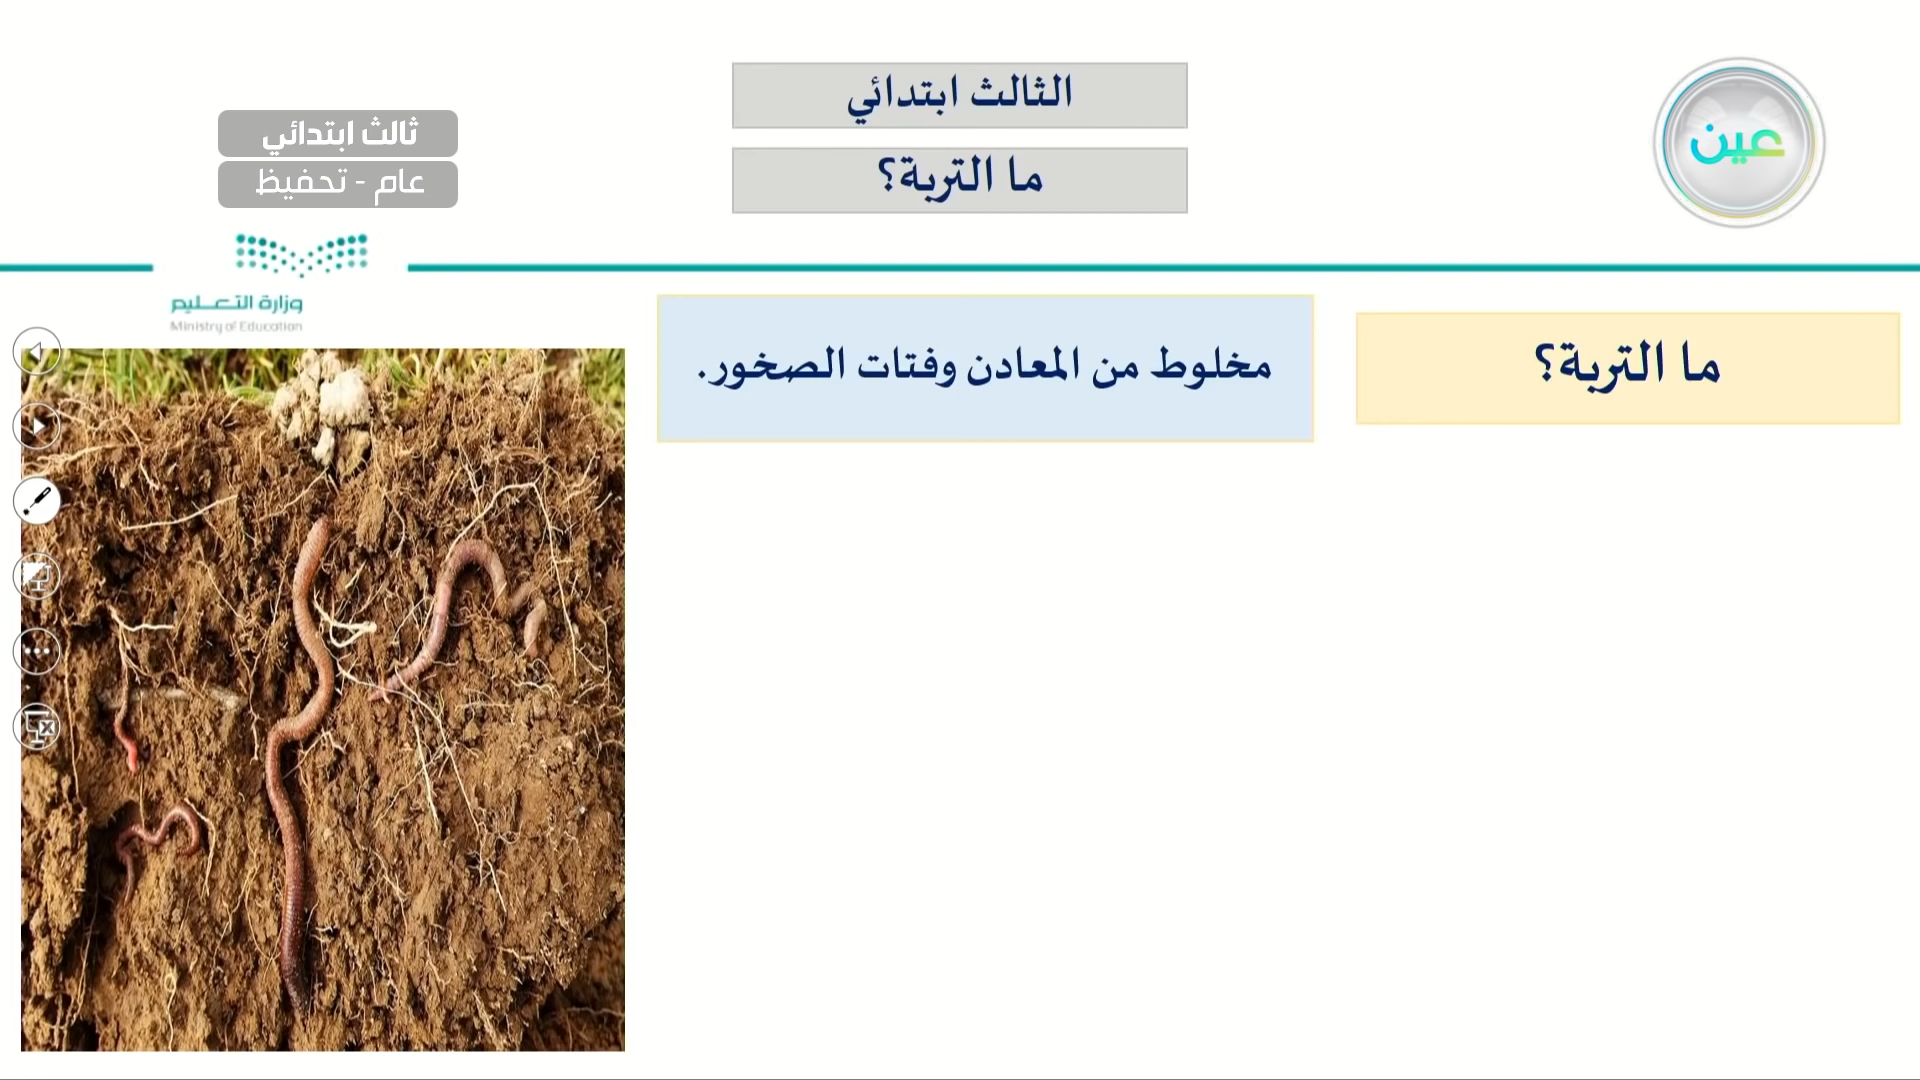 الثالث ابتدائي
ما التربة؟
عين
ثالث ابتدائي
عام - تحفيظ
وزارة التعليم
Ministry of Education
ما التربة؟
مخلوط من المعادن وفتات الصخور.